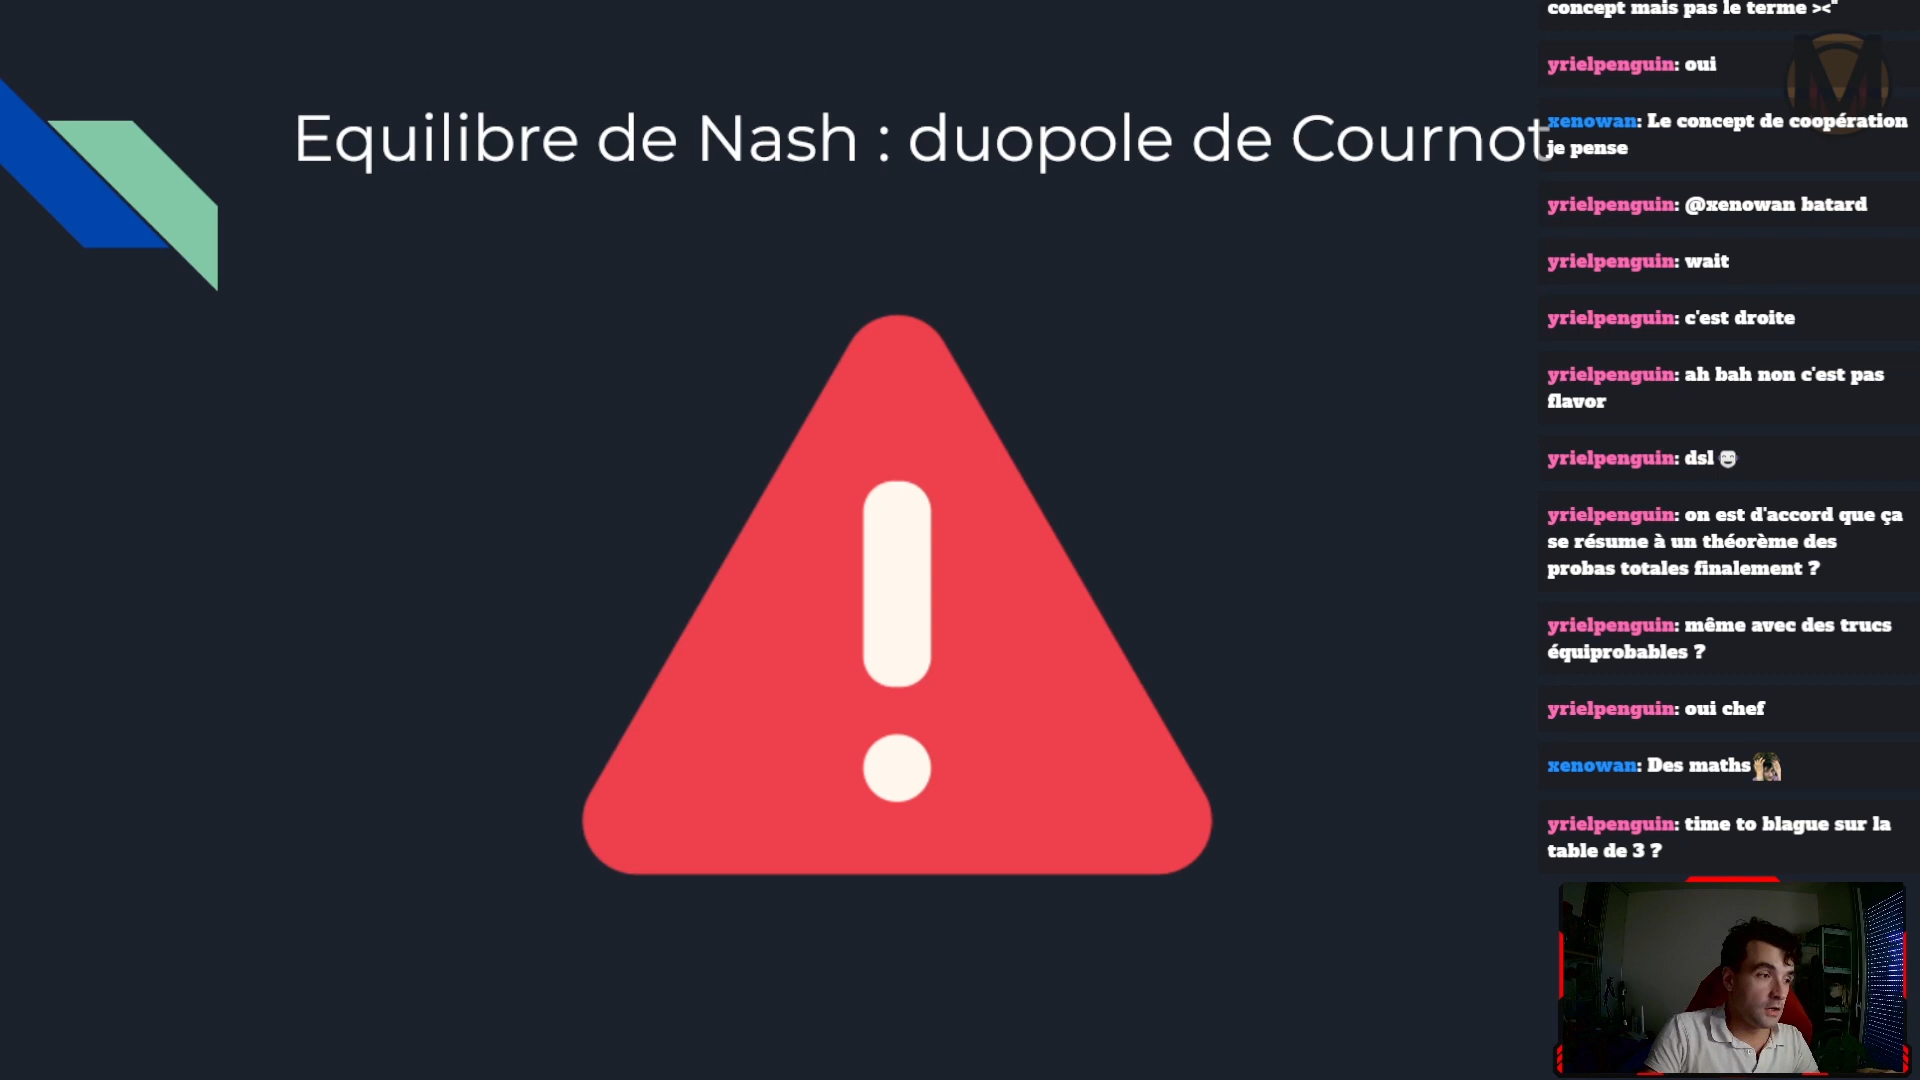 Equilibre de Nash : duopole de Cournot
concept mais pas le terme ><"
yrielpenguin: oui
xenowan: Le concept de coopération
je pense
yrielpenguin: @xenowan batard
yrielpenguin: wait
yrielpenguin: c'est droite
yrielpenguin: ah bah non c'est pas
flavor
yrielpenguin: dsl
yrielpenguin: on est d'accord que ça
se résume à un théorème des
probas totales finalement ?
yrielpenguin: même avec des trucs
équiprobables ?
yrielpenguin: oui chef
xenowan: Des maths
yrielpenguin: time to blague sur la
table de 3 ?